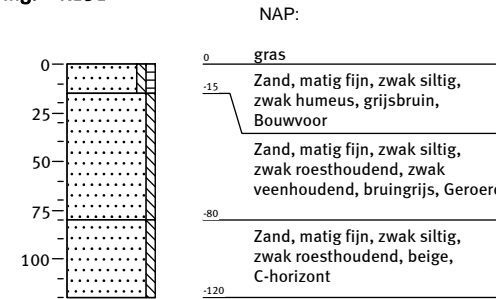 NAP:
0
25
50
75
100
0
gras
-15
Zand, matig fijn, zwak siltig,
zwak humeus, grijsbruin,
Bouwvoor
Zand, matig fijn, zwak siltig,
zwak roesthoudend, zwak
veenhoudend, bruingrijs, Geroerd
-80
Zand, matig fijn, zwak siltig,
zwak roesthoudend, beige,
C-horizont
-120